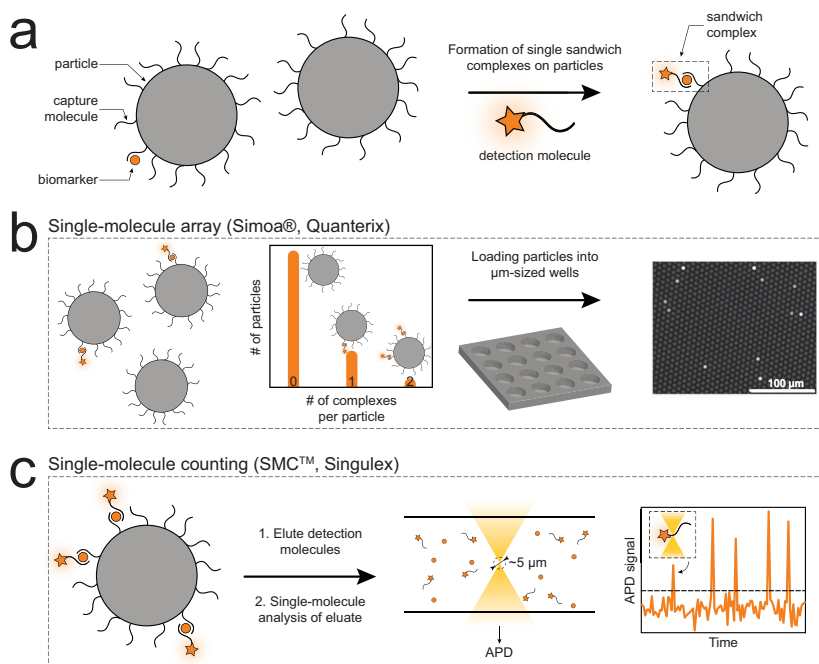 a
particle
capture
molecule
biomarker
Formation of single sandwich
complexes on particles
detection molecule
sandwich
complex
b
Single-molecule array (Simoa®, Quanterix)
# of particles
0
1
2
# of complexes
per particle
Loading particles into
µm-sized wells
100 µm
c
Single-molecule counting (SMC™, Singulex)
1. Elute detection
molecules
2. Single-molecule
analysis of eluate
~5 µm
APD
APD signal
Time